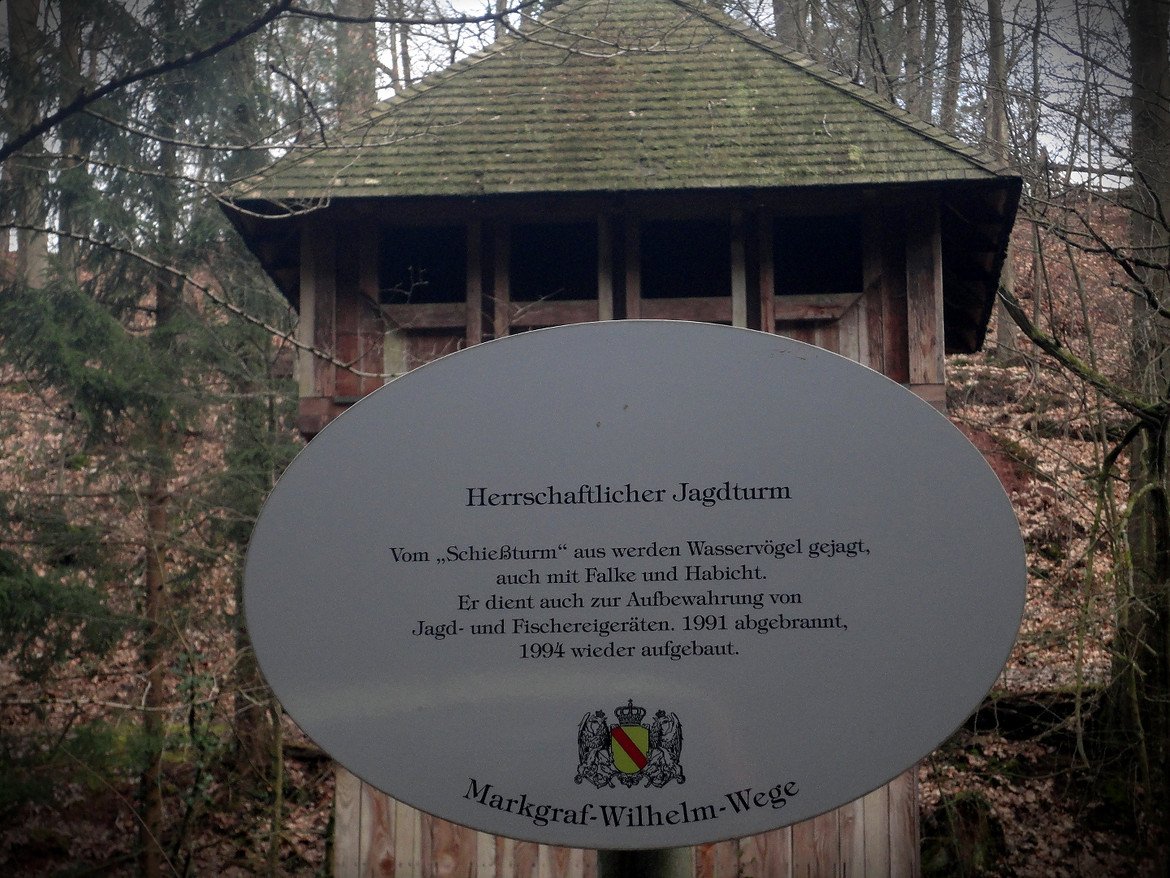 Herrschaftlicher Jagdturm
Vom „Schießturm“ aus werden Wasservögel gejagt,
auch mit Falke und Habicht.
Er dient auch zur Aufbewahrung von
Jagd- und Fischereigeräten. 1991 abgebrannt,
1994 wieder aufgebaut.
Markgraf-Wilhelm-Wege